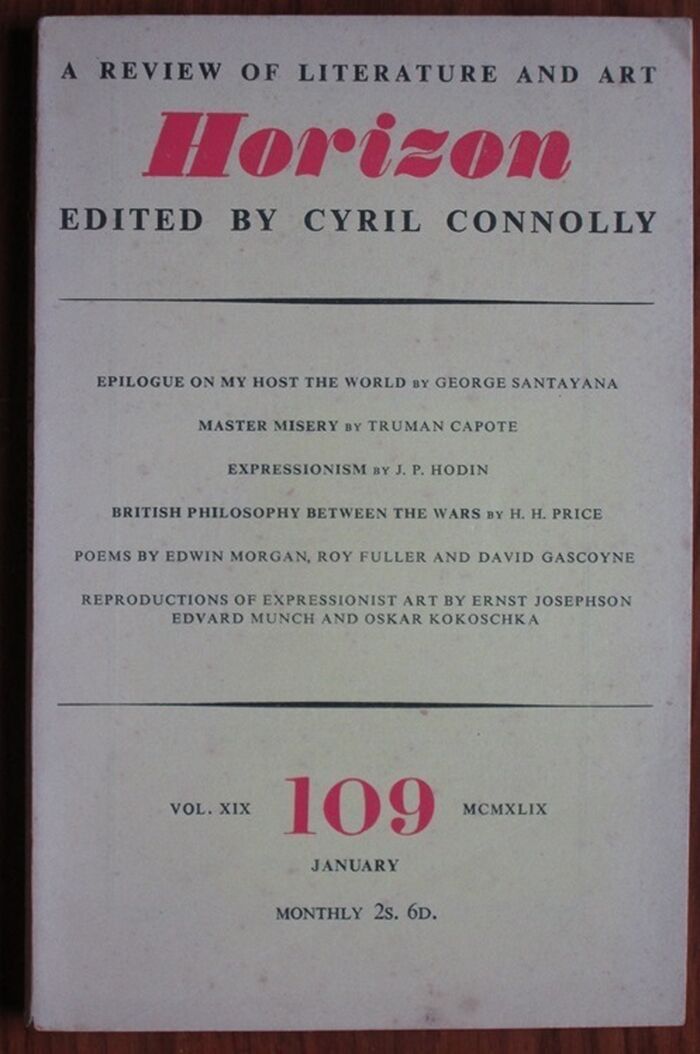 A REVIEW OF LITERATURE AND ART
Horizon
EDITED BY CYRIL CONNOLLY
EPILOGUE ON MY HOST THE WORLD BY GEORGE SANTAYANA
MASTER MISERY BY TRUMAN CAPOTE
EXPRESSIONISM BY J. P. HODIN
BRITISH PHILOSOPHY BETWEEN THE WARS BY H. H. PRICE
POEMS BY EDWIN MORGAN, ROY FULLER AND DAVID GASCOYNE
REPRODUCTIONS OF EXPRESSIONIST ART BY ERNST JOSEPHSON
EDVARD MUNCH AND OSKAR KOKOSCHKA
VOL. XIX 109 MCMXLIX
JANUARY
MONTHLY 2S. 6D.